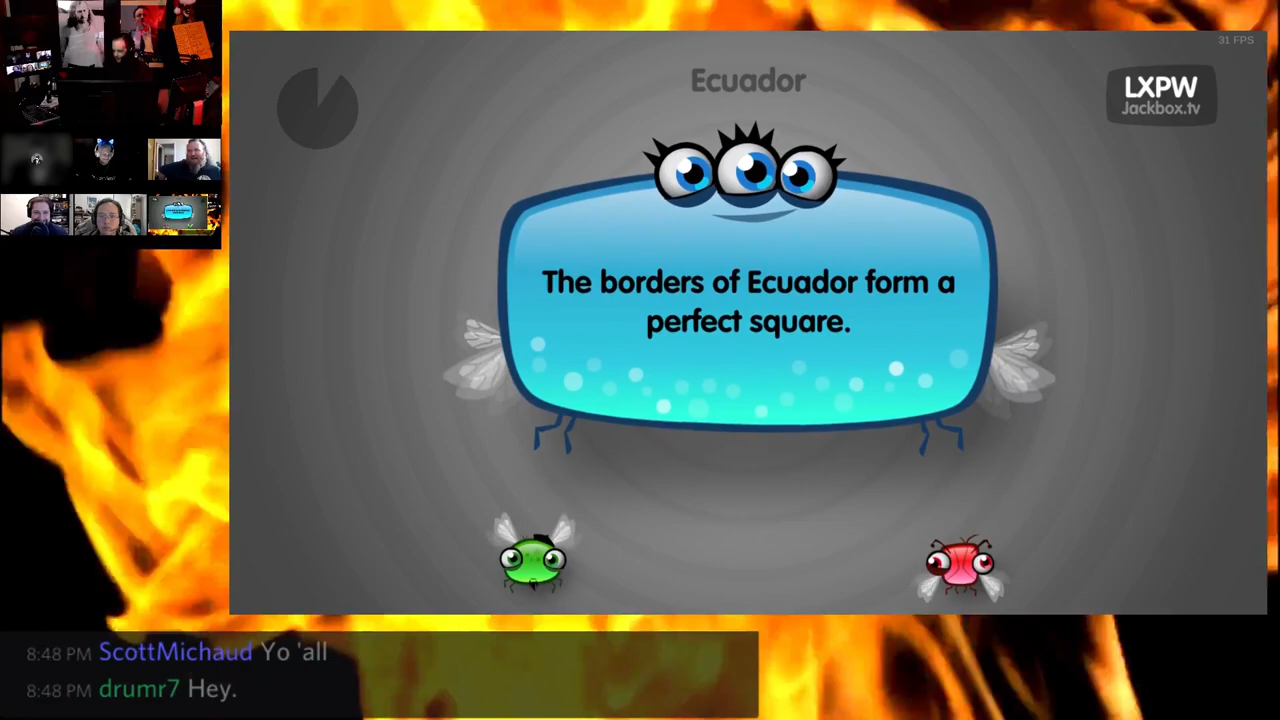 31 FPS
Ecuador
LXPW
Jackbox.tv
The borders of Ecuador form a
perfect square.
8:48 PM ScottMichaud Yo 'all
8:48 PM drumr7 Hey.